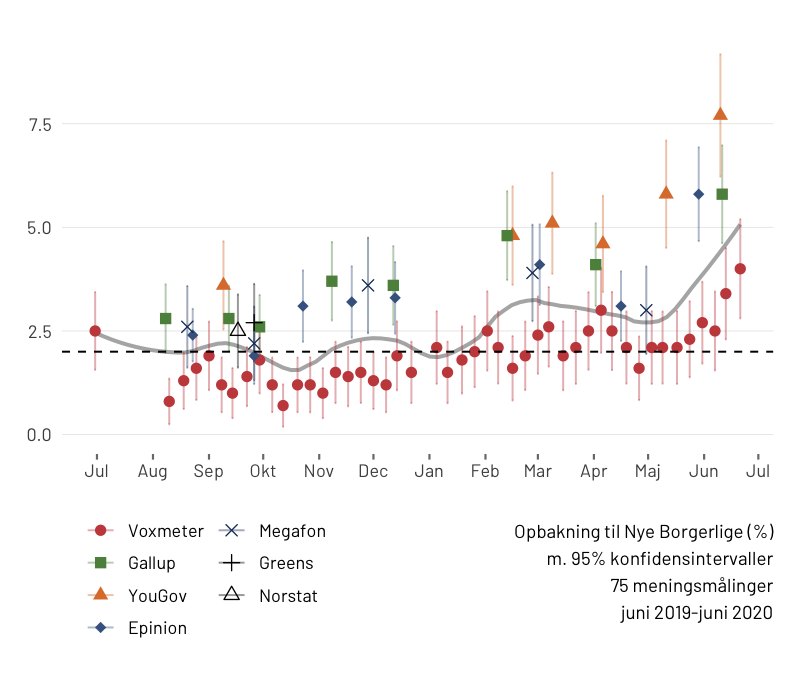 7.5
5.0
2.5
0.0
Jul Aug Sep Okt Nov Dec Jan Feb Mar Apr Maj Jun Jul
Voxmeter Megafon
Gallup Greens
YouGov Norstat
Epinion
Opbakning til Nye Borgerlige (%)
m. 95% konfidensintervaller
75 meningsmålinger
juni 2019-juni 2020